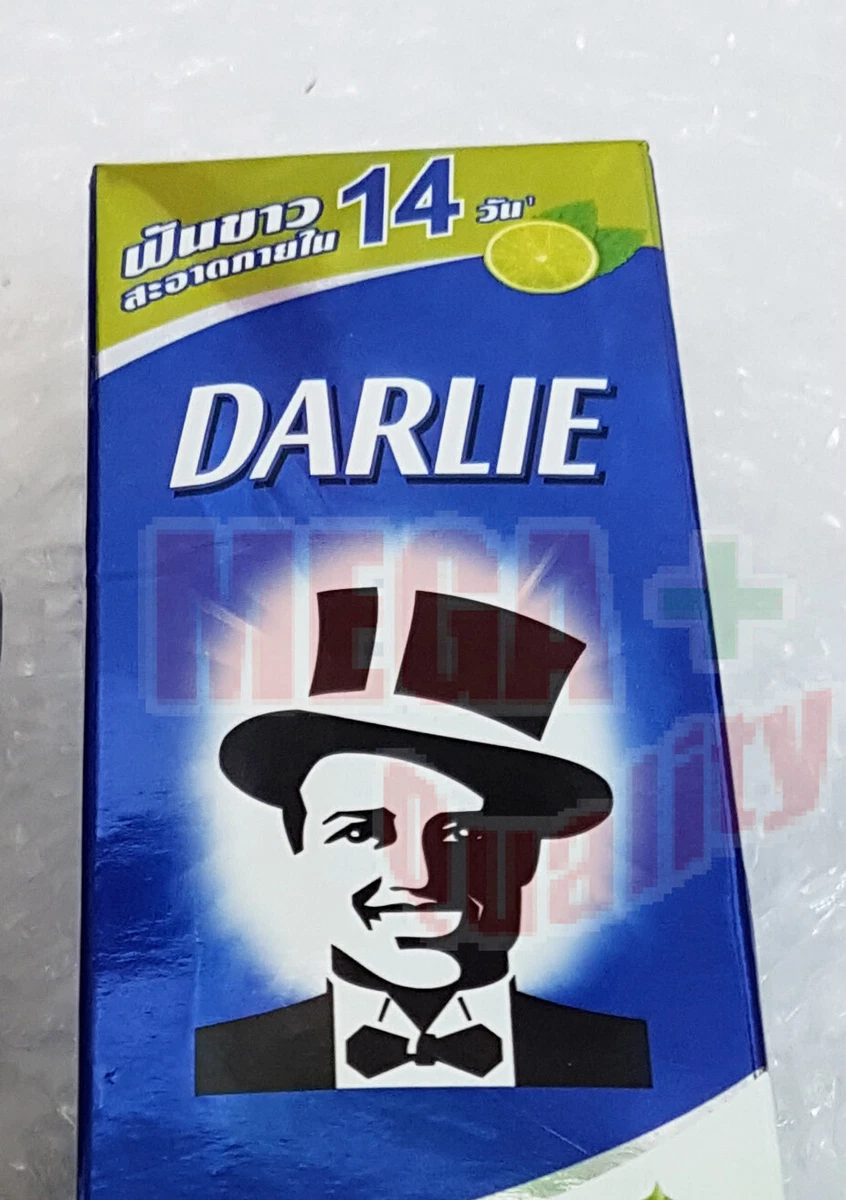 ฟันขาว 14 วัน¹
สะอาดภายใน
DARLIE
MEGA +
Quality